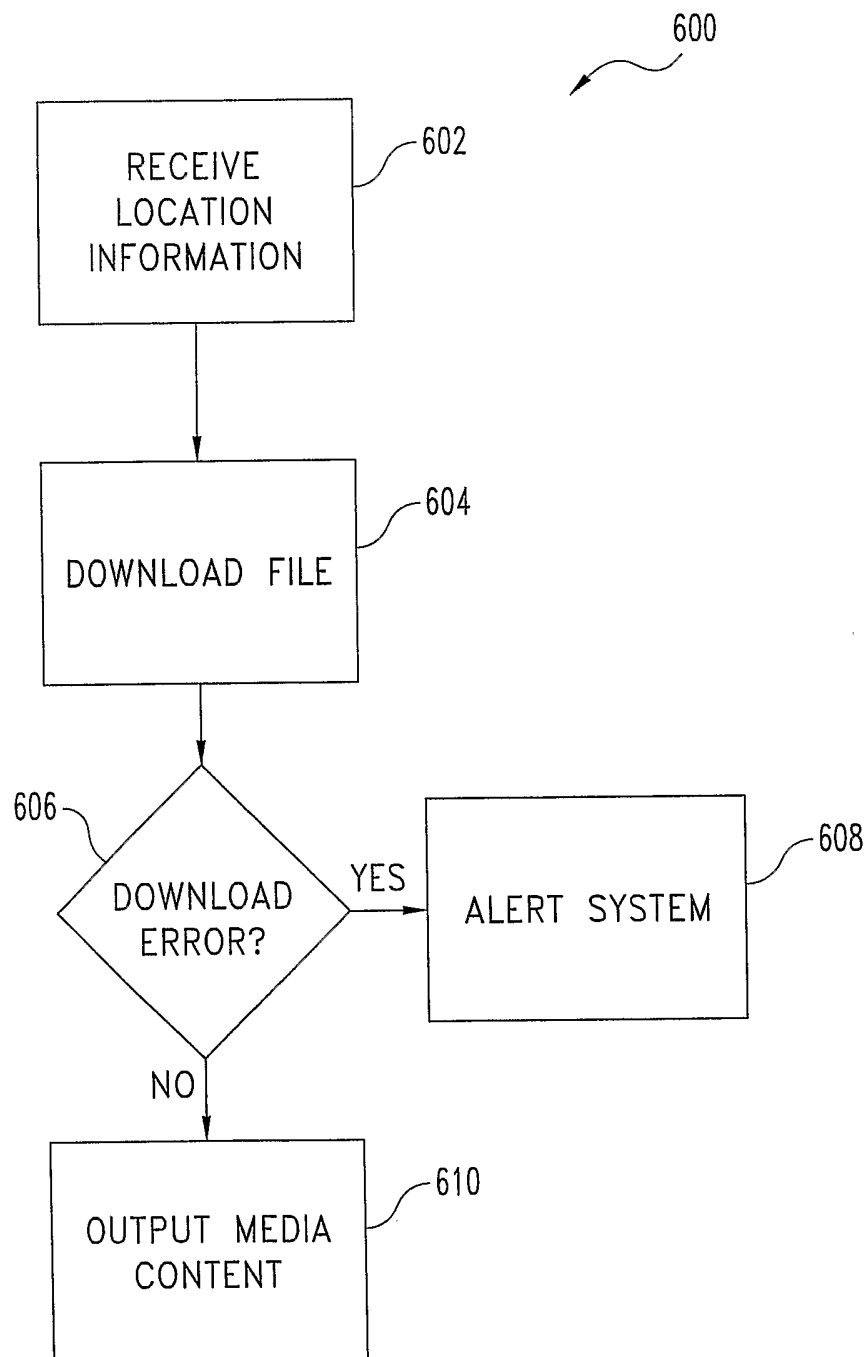 600
602
RECEIVE
LOCATION
INFORMATION
604
DOWNLOAD FILE
606
DOWNLOAD
ERROR?
YES
608
ALERT SYSTEM
NO
610
OUTPUT MEDIA
CONTENT